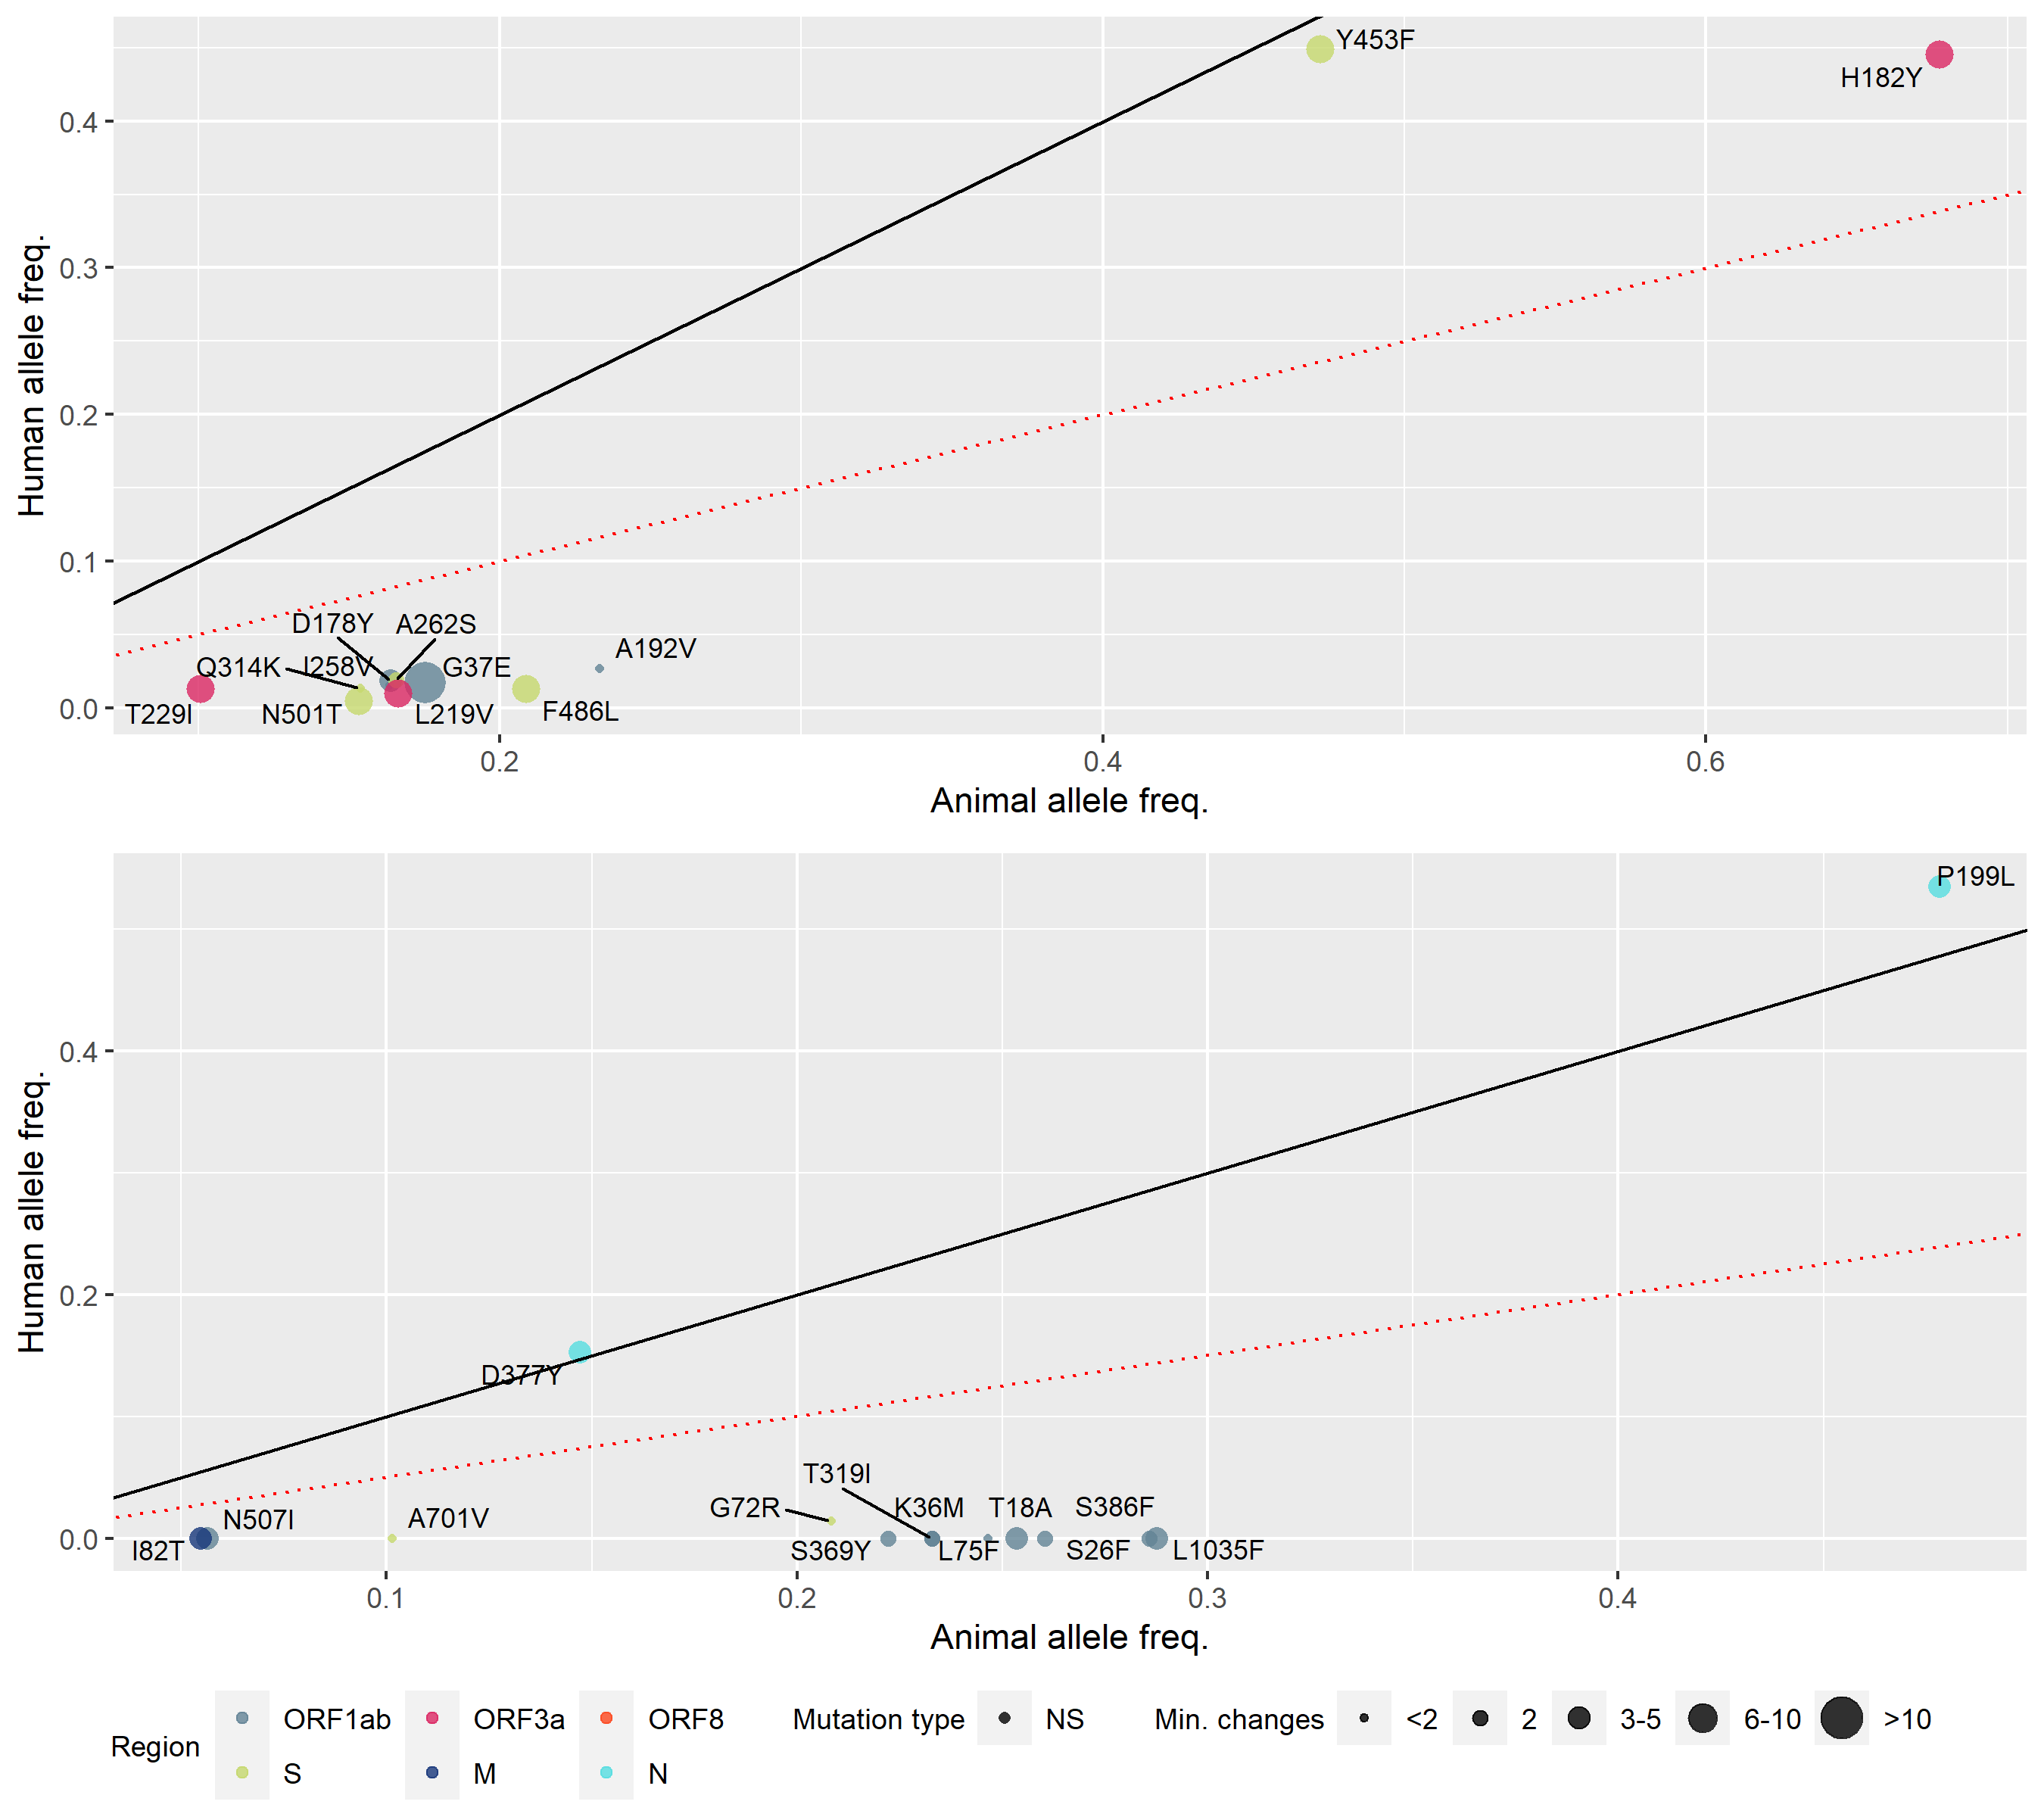 Y453F
H182Y
0.4
0.3
0.2
0.1
0.0
Human allele freq.
D178Y A262S
A192V
Q314K I258V G37E
T229I N501T L219V F486L
0.2 0.4 0.6
Animal allele freq.
P199L
0.4
0.2
0.0
Human allele freq.
D377Y
T319I
G72R K36M T18A S386F
N507I A701V
I82T S369Y L75F S26F L1035F
0.1 0.2 0.3 0.4
Animal allele freq.
Region
ORF1ab ORF3a ORF8
S M N
Mutation type NS
Min. changes <2 2 3-5 6-10 >10